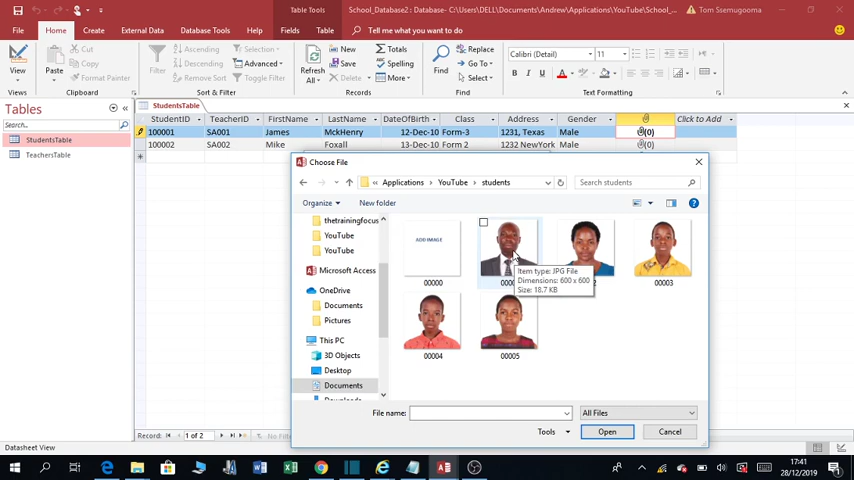 Table Tools
School_Database2 : Database- C:\Users\DELL\Documents\Andrew\Applications\YouTube\School_...
Tom Ssemugooma
File
Home
Create
External Data
Database Tools
Fields
Table
Tell me what you want to do
View
Paste
Cut
Copy
Format Painter
Filter
Ascending
Descending
Remove Sort
Selection
Advanced
Toggle Filter
Refresh All
New
Save
Delete
Totals
Spelling
More
Find
Replace
Go To
Select
Calibri (Detail)
11
B I U A
Views
Clipboard
Sort & Filter
Records
Find
Text Formatting
Tables
Search...
StudentsTable
TeachersTable
StudentsTable
StudentID TeacherID FirstName LastName DateOfBirth Class Address Gender Click to Add
100001 SA001 James MckHenry 12-Dec-10 Form-3 1231, Texas Male (0)
100002 SA002 Mike Foxall 13-Dec-10 Form 2 1232 NewYork Male (0)
Choose File
Applications YouTube students
Search students
Organize
New folder
thetrainingfocus
YouTube
YouTube
Microsoft Access
OneDrive
Documents
Pictures
This PC
3D Objects
Desktop
Documents
ADD IMAGE
00000
00003
Item type: JPG File
Dimensions: 600 x 600
Size: 18.7 KB
00004
00005
File name:
All Files
Tools
Open
Cancel
Record:
1 of 2
No Fil
Search
Datasheet View
17:41
28/12/2019